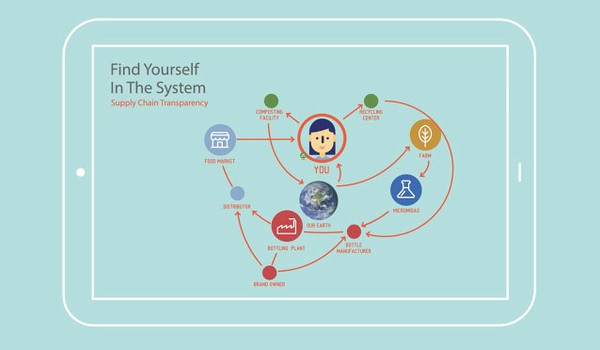 Find Yourself
In The System
Supply Chain Transparency
COMPOSTING
FACILITY
RECYCLING
CENTER
FOOD MARKET
YOU
FARM
DISTRIBUTOR
OUR EARTH
MICROMIDAS
BOTTLING PLANT
BOTTLE
MANUFACTURER
BRAND OWNER